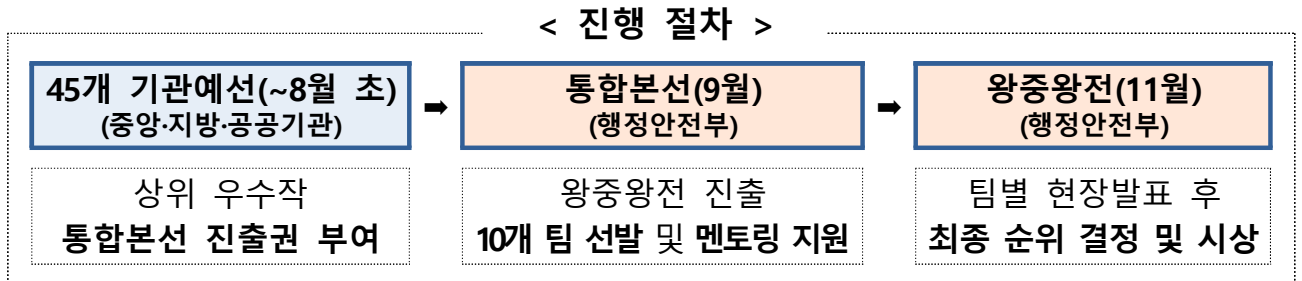 < 진행 절차 >
45개 기관예선(~8월 초)
(중앙·지방·공공기관)
➡
통합본선(9월)
(행정안전부)
➡
왕중왕전(11월)
(행정안전부)
상위 우수작
통합본선 진출권 부여
왕중왕전 진출
10개 팀 선발 및 멘토링 지원
팀별 현장발표 후
최종 순위 결정 및 시상